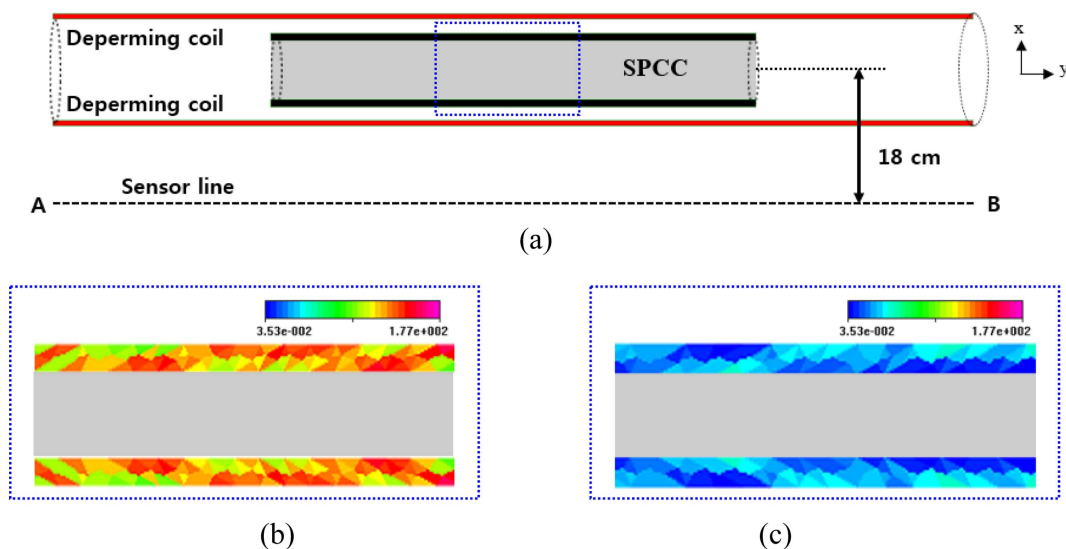 Deperming coil
SPCC
x
y
Deperming coil
18 cm
Sensor line
A
B
(a)
3.53e-002 1.77e+002
3.53e-002 1.77e+002
(b)
(c)